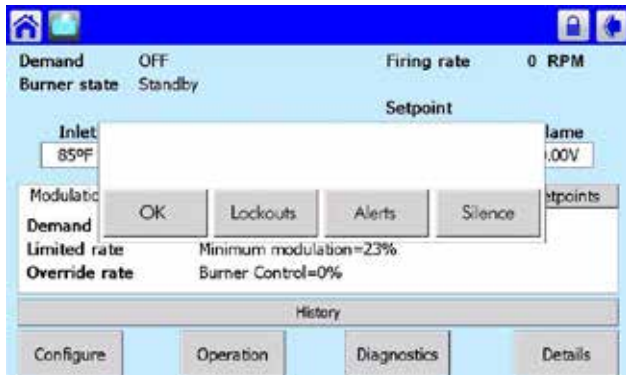 Demand OFF Firing rate 0 RPM
Burner state Standby
Setpoint
Inlet lame
85ºF .00V
Modulatio etpoints
OK Lockouts Alerts Silence
Demand
Limited rate Minimum modulation=23%
Override rate Burner Control=0%
History
Configure Operation Diagnostics Details